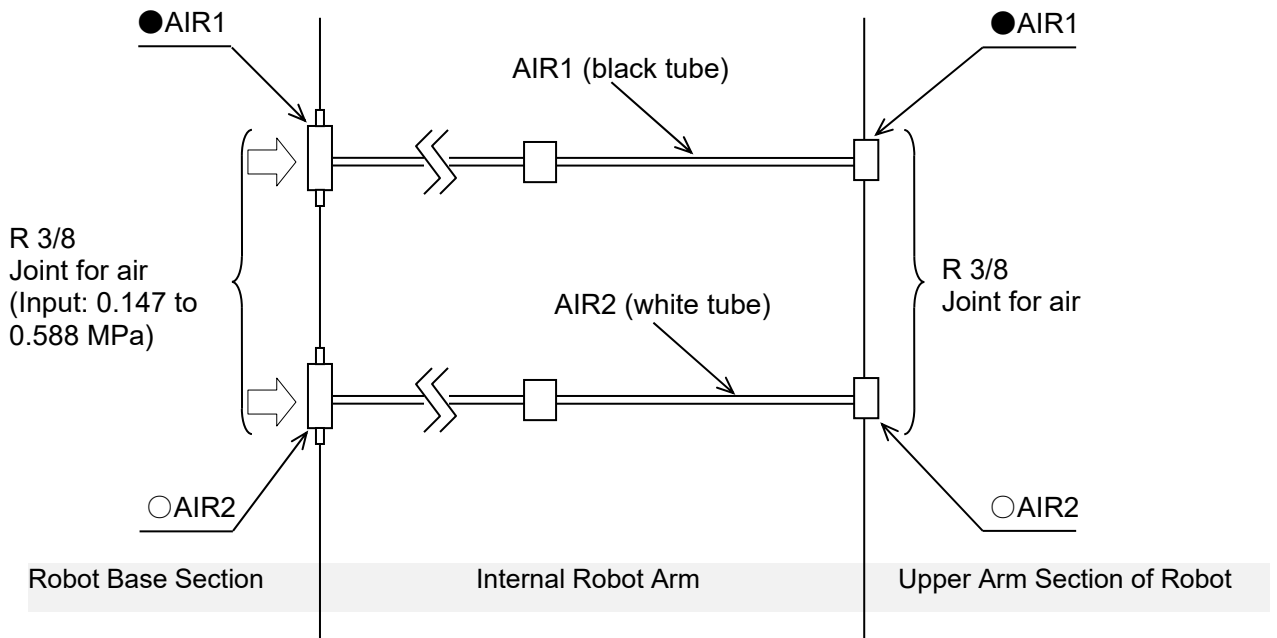 ●AIR1
●AIR1
AIR1 (black tube)
R 3/8
Joint for air
(Input: 0.147 to
0.588 MPa)
R 3/8
Joint for air
AIR2 (white tube)
○AIR2
○AIR2
Robot Base Section
Internal Robot Arm
Upper Arm Section of Robot